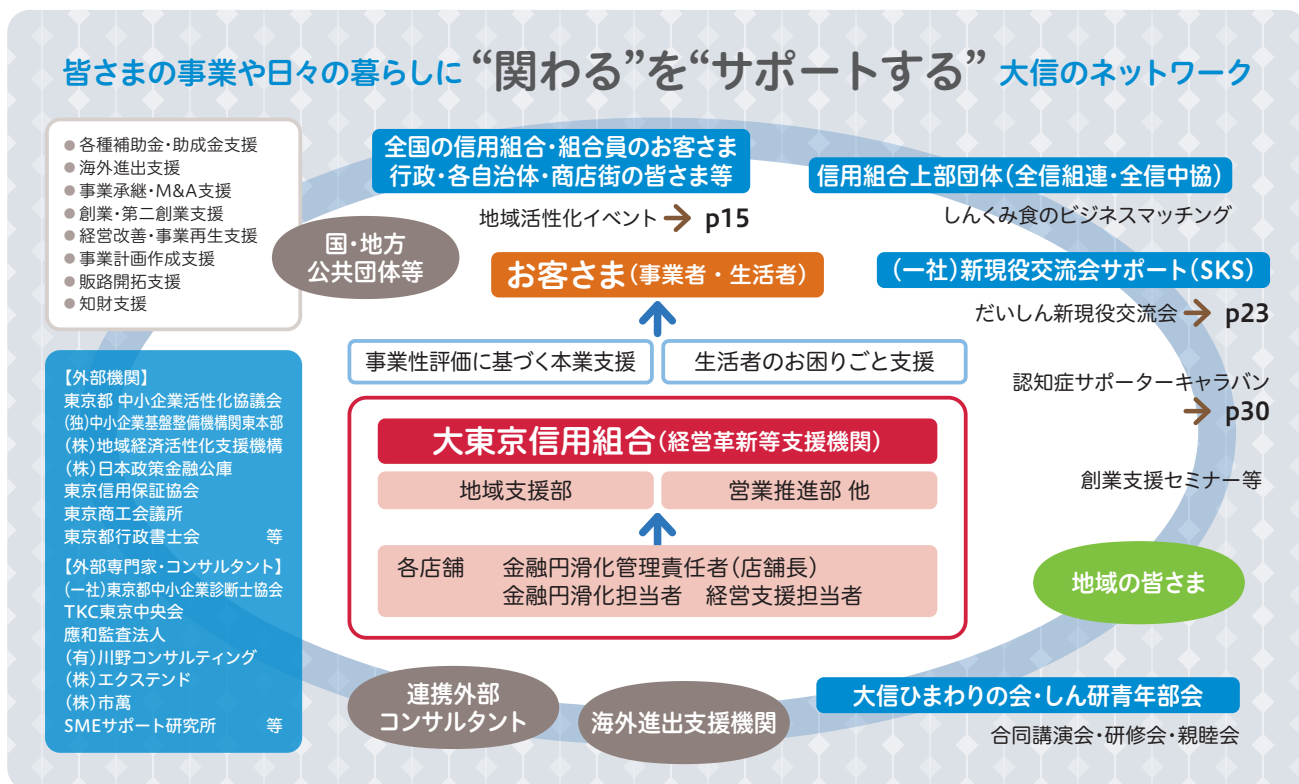 皆さまの事業や日々の暮らしに“関わる”を“サポートする”大信のネットワーク
●各種補助金・助成金支援
●海外進出支援
●事業承継・M&A支援
●創業・第二創業支援
●経営改善・事業再生支援
●事業計画作成支援
●販路開拓支援
●知財支援
国・地方
公共団体等
全国の信用組合・組合員のお客さま
行政・各自治体・商店街の皆さま等
地域活性化イベント→ p15
信用組合上部団体(全信組連・全信中協)
しんくみ食のビジネスマッチング
お客さま(事業者・生活者)
(一社)新現役交流会サポート(SKS)
だいしん新現役交流会→ p23
事業性評価に基づく本業支援
生活者のお困りごと支援
認知症サポーターキャラバン
→ p30
創業支援セミナー等
【外部機関】
東京都 中小企業活性化協議会
(独)中小企業基盤整備機構関東本部
(株)地域経済活性化支援機構
(株)日本政策金融公庫
東京信用保証協会
東京商工会議所
東京都行政書士会 等
【外部専門家・コンサルタント】
(一社)東京都中小企業診断士協会
TKC東京中央会
應和監査法人
(有)川野コンサルティング
(株)エクステンド
(株)市萬
SMEサポート研究所 等
大東京信用組合(経営革新等支援機関)
地域支援部
営業推進部 他
各店舗 金融円滑化管理責任者(店舗長)
金融円滑化担当者 経営支援担当者
地域の皆さま
連携外部
コンサルタント
海外進出支援機関
大信ひまわりの会・しん研青年部会
合同講演会・研修会・親睦会